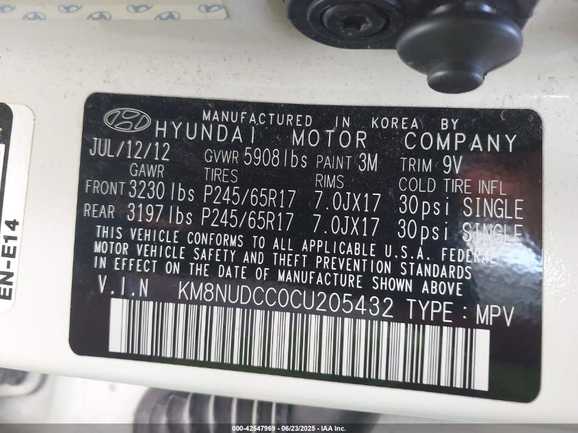 MANUFACTURED IN KOREA BY
HYUNDAI MOTOR COMPANY
JUL/12/12 GVWR 5908 lbs PAINT 3M TRIM 9V
GAWR TIRES RIMS COLD TIRE INFL
FRONT 3230 lbs P245/65R17 7.0JX17 30psi SINGLE
REAR 3197 lbs P245/65R17 7.0JX17 30psi SINGLE
THIS VEHICLE CONFORMS TO ALL APPLICABLE U.S.A. FEDERAL
MOTOR VEHICLE SAFETY AND THEFT PREVENTION STANDARDS
IN EFFECT ON THE DATE OF MANUFACTURE SHOWN ABOVE
V.I.N KM8NUDCC0CU205432 TYPE : MPV
EN-E14
000-42547969 - 06/23/2025 - IAA Inc.